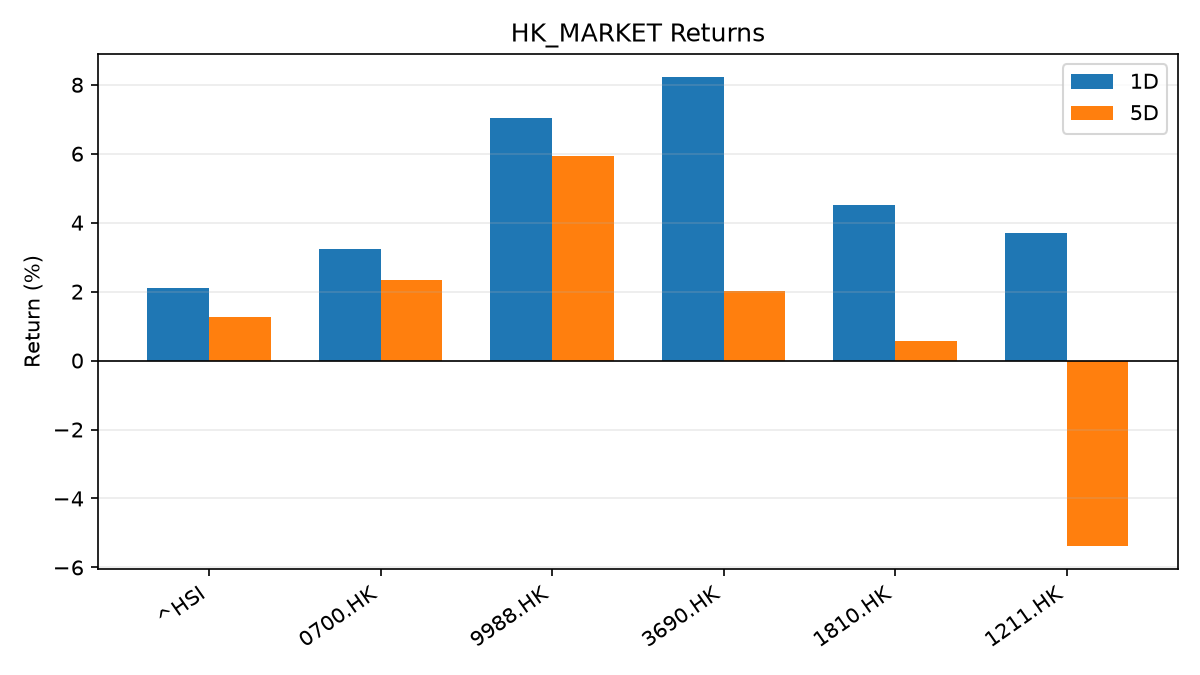 HK_MARKET Returns
1D
5D
Return (%)
8
6
4
2
0
−2
−4
−6
^HSI
0700.HK
9988.HK
3690.HK
1810.HK
1211.HK